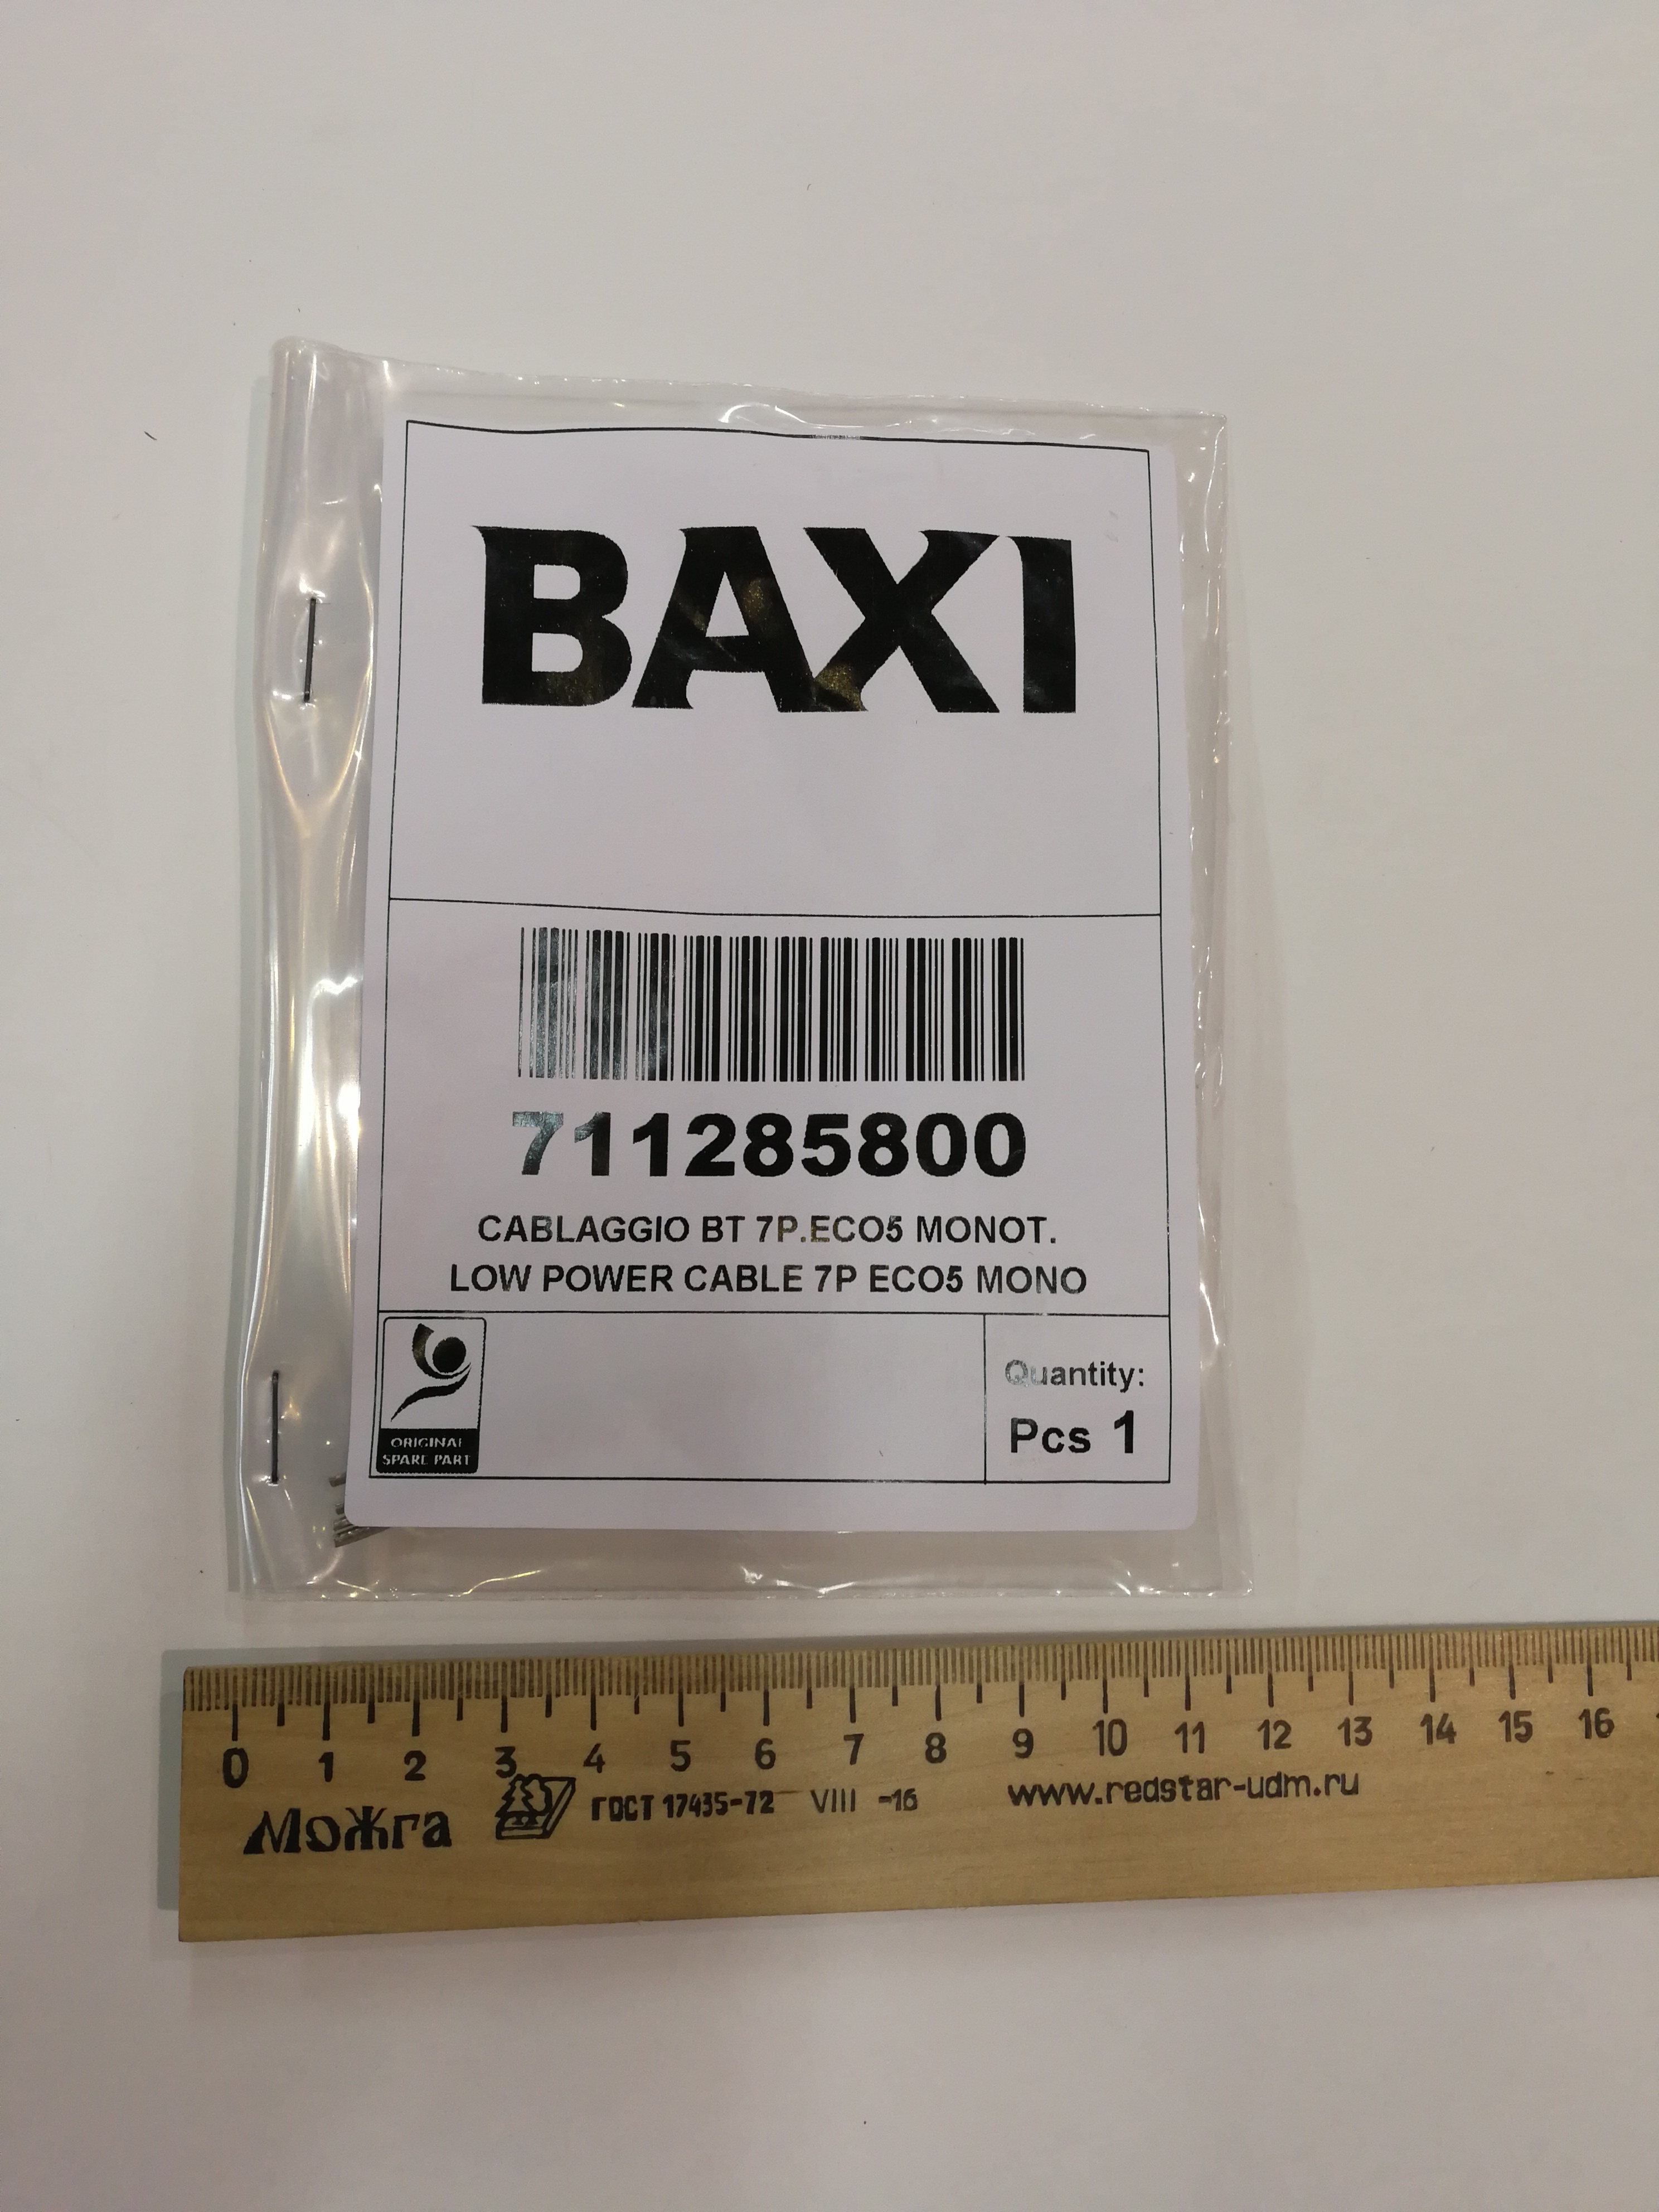 BAXI
711285800
CABLAGGIO BT 7P.ECO5 MONOT.
LOW POWER CABLE 7P ECO5 MONO
ORIGINAL
SPARE PART
Quantity:
Pcs 1
0 1 2 3 4 5 6 7 8 9 10 11 12 13 14 15 16
Можга ГОСТ 17435-72 VIII -16 www.redstar-udm.ru